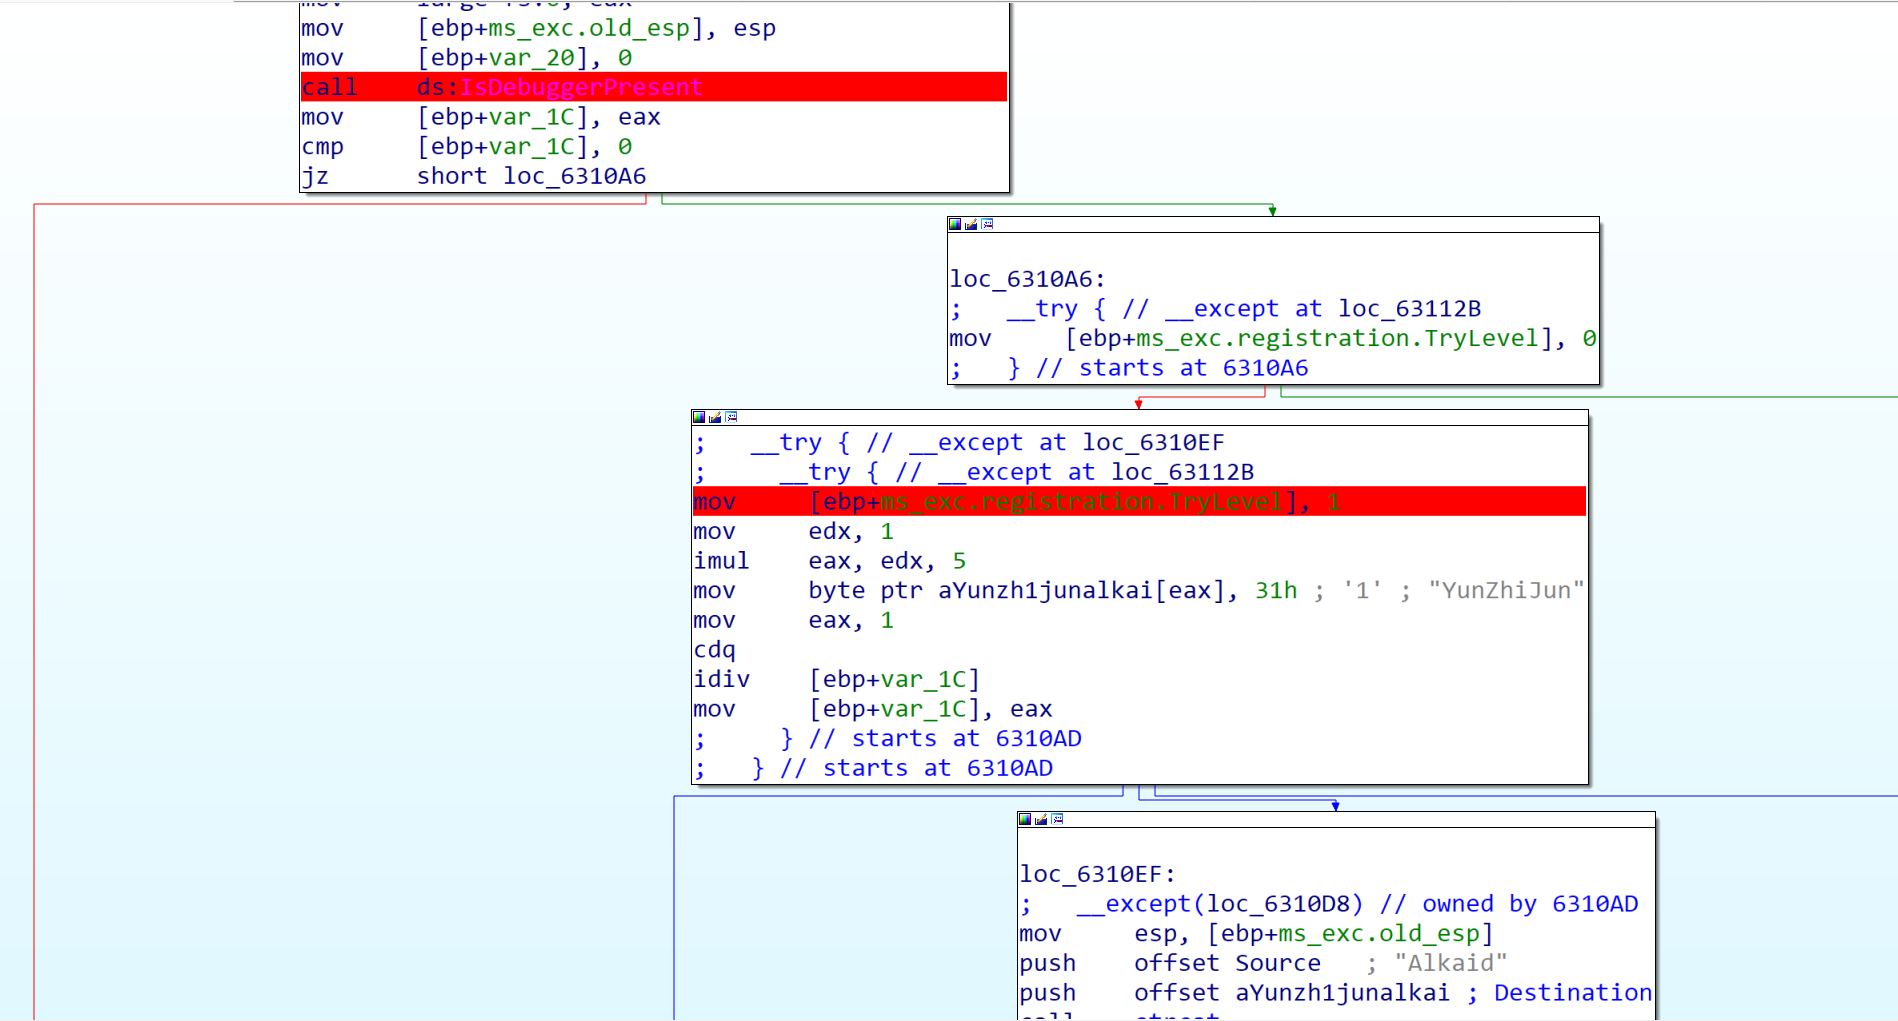 mov     large fs:0, eax
mov     [ebp+ms_exc.old_esp], esp
mov     [ebp+var_20], 0
call    ds:IsDebuggerPresent
mov     [ebp+var_1C], eax
cmp     [ebp+var_1C], 0
jz      short loc_6310A6
loc_6310A6:
;   __try { // __except at loc_63112B
mov     [ebp+ms_exc.registration.TryLevel], 0
;   } // starts at 6310A6
;   __try { // __except at loc_6310EF
;     __try { // __except at loc_63112B
mov     [ebp+ms_exc.registration.TryLevel], 1
mov     edx, 1
imul    eax, edx, 5
mov     byte ptr aYunzh1junalkai[eax], 31h ; '1' ; "YunZhiJun"
mov     eax, 1
cdq
idiv    [ebp+var_1C]
mov     [ebp+var_1C], eax
;     } // starts at 6310AD
;   } // starts at 6310AD
loc_6310EF:
;   __except(loc_6310D8) // owned by 6310AD
mov     esp, [ebp+ms_exc.old_esp]
push    offset Source   ; "Alkaid"
push    offset aYunzh1junalkai ; Destination
call    strcat